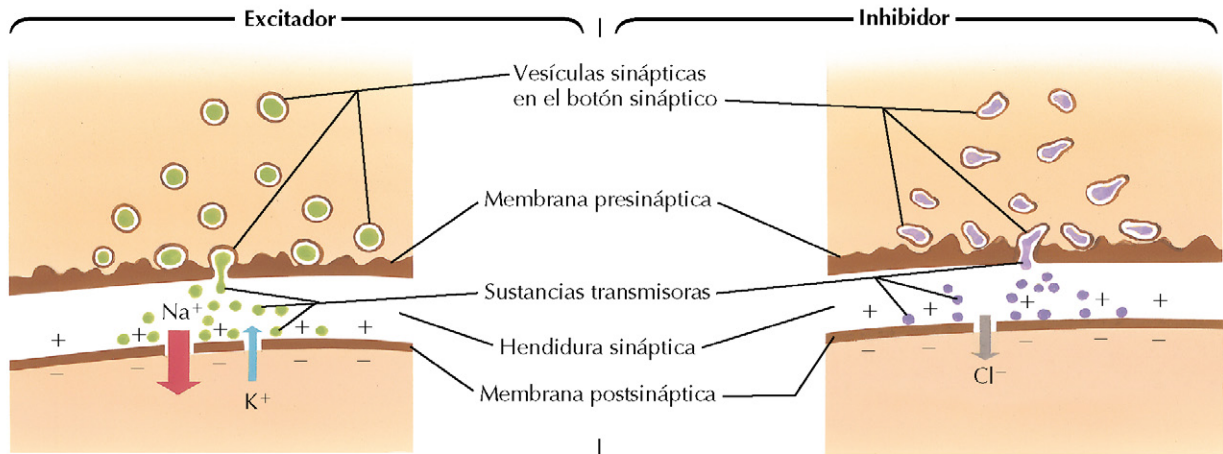 Excitador
Inhibidor
Vesículas sinápticas
en el botón sináptico
Membrana presináptica
Sustancias transmisoras
Hendidura sináptica
Membrana postsináptica
Na⁺
K⁺
Cl⁻
+ + + + +
− − − − −
+ + + + +
− − − − −